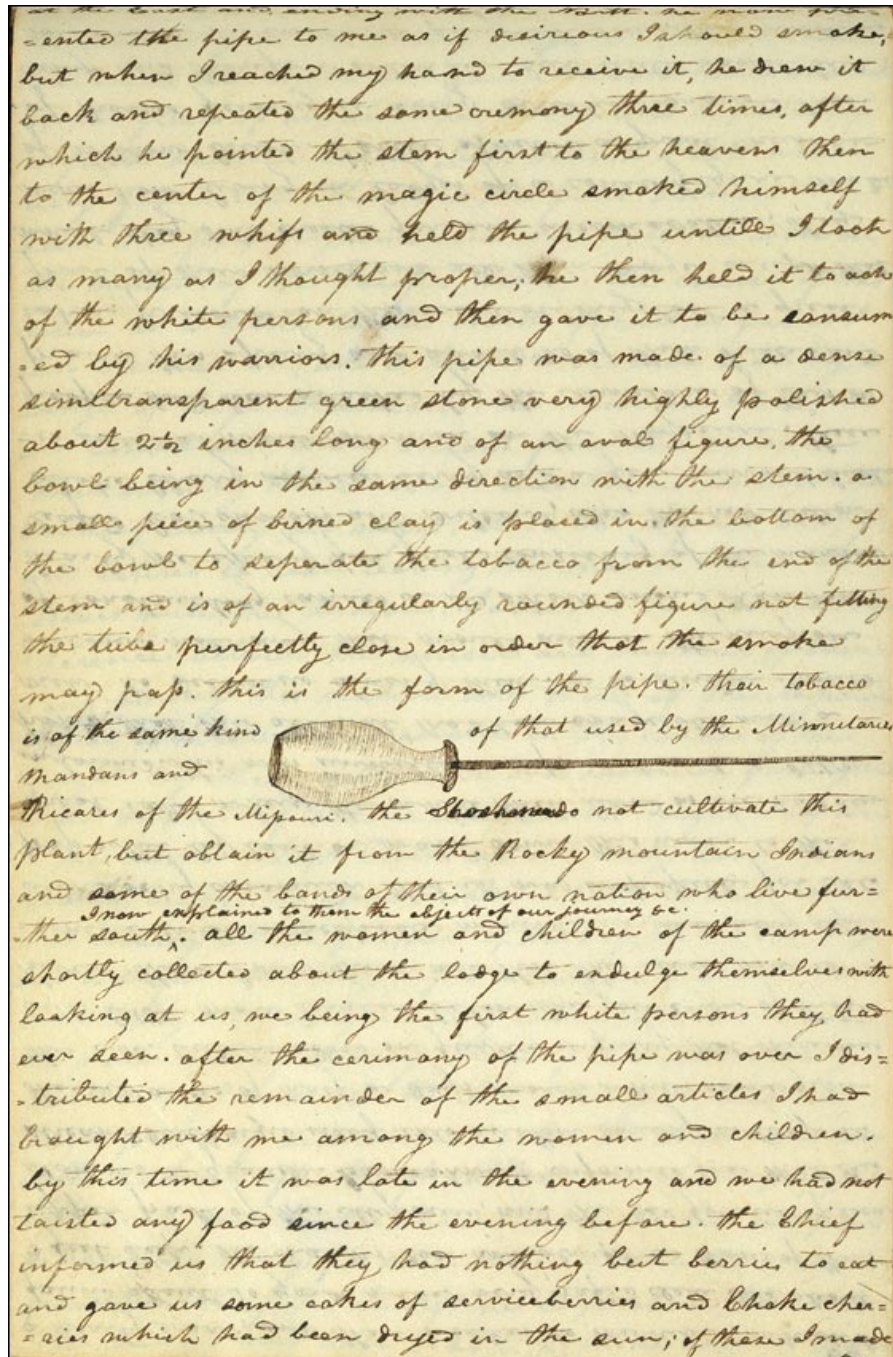 at the East and ending with the North. he now pre-
=ented the pipe to me as if desirious I should smoke,
but when I reached my hand to receive it, he drew it
back and repeated the same cremony three times, after
which he pointed the stem first to the heavens then
to the center of the magic circle smoked himself
with three whifs and held the pipe untill I took
as many as I thought proper; he then held it to each
of the white persons and then gave it to be consum
=ed by his warriors. this pipe was made of a dense
simitransparent green stone very highly polished
about 2½ inches long and of an oval figure, the
bowl being in the same direction with the stem. a
small piece of birned clay is placed in the bottom of
the bowl to seperate the tobacco from the end of the
stem and is of an irregularly rounded figure not fitting
the tube purfectly close in order that the smoke
may pass. this is the form of the pipe. their tobacco
is of the same kind of that used by the Minnetares
mandans and
Ricares of the Missouri. the Shoshonees do not cultivate this
plant, but obtain it from the Rocky mountain Indians
and some of the bands of their own nation who live fur=
I now explained to them the objects of our journey &c.
ther south^. all the women and children of the camp were
shortly collected about the lodge to endulge themselves with
looking at us, we being the first white persons they had
ever seen. after the cerimony of the pipe was over I dis=
=tributed the remainder of the small articles I had
brought with me among the women and children.
by this time it was late in the evening and we had not
taisted any food since the evening before. the Chief
informed us that they had nothing but berries to eat
and gave us some cakes of serviceberries and Choke cher=
=ries which had been dryed in the sun; of these I made